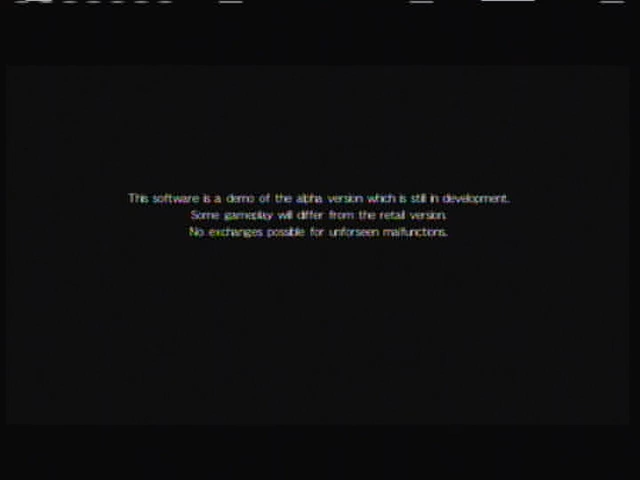 This software is a demo of the alpha version which is still in development.
Some gameplay will differ from the retail version.
No exchanges possible for unforseen malfunctions.